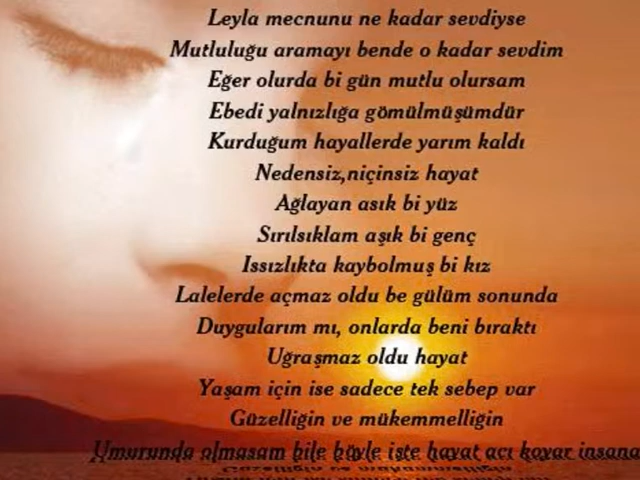 Leyla mecnunu ne kadar sevdiyse
Mutluluğu aramayı bende o kadar sevdim
Eğer olurda bi gün mutlu olursam
Ebedi yalnızlığa gömülmüşümdür
Kurduğum hayallerde yarım kaldı
Nedensiz,niçinsiz hayat
Ağlayan asık bi yüz
Sırılsıklam aşık bi genç
Issızlıkta kaybolmuş bi kız
Lalelerde açmaz oldu be gülüm sonunda
Duygularım mı, onlarda beni bıraktı
Uğraşmaz oldu hayat
Yaşam için ise sadece tek sebep var
Güzelliğin ve mükemmelliğin
Umurunda olmasam bile böyle işte hayat acı koyar insana